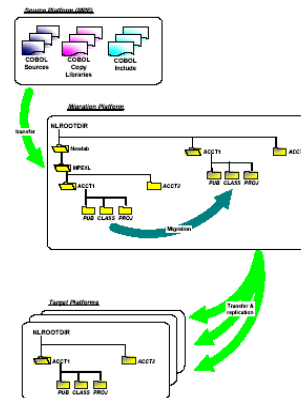 Source Platform (MPE)
COBOL Sources
COBOL Copy Libraries
COBOL Include
transfer
Migration Platform
NLROOTDIR
Newlab
MPEXL
ACCT1
ACCT2
PUB CLASS PROJ
ACCT1
PUB CLASS PROJ
Migration
Transfer & replication
Target Platforms
NLROOTDIR
ACCT1
ACCT2
PUB CLASS PROJ